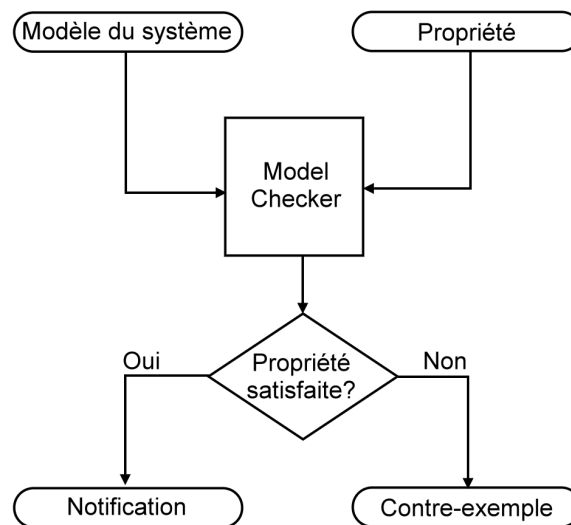 Modèle du système
Propriété
Model
Checker
Oui
Propriété
satisfaite?
Non
Notification
Contre-exemple